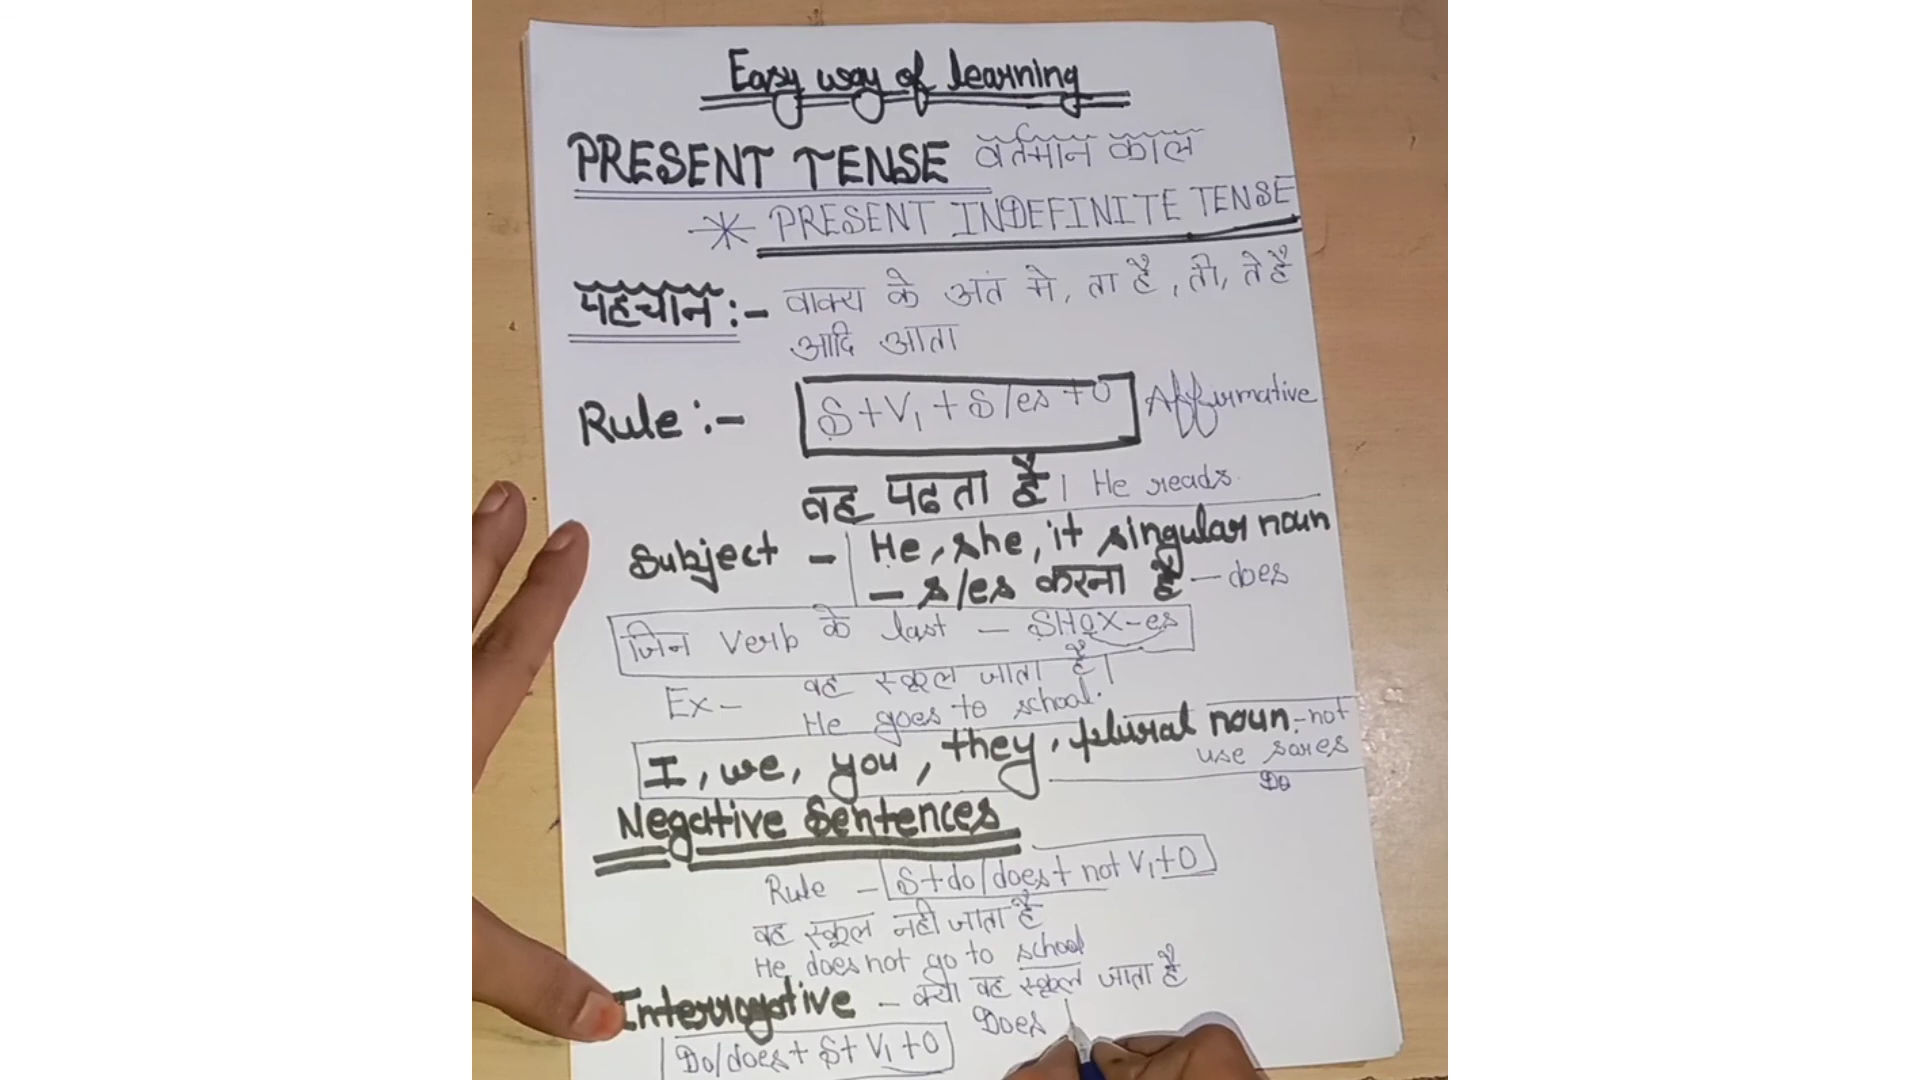 Easy way of learning
PRESENT TENSE वर्तमान काल
* PRESENT INDEFINITE TENSE
पहचान :- वाक्य के अंत मे, ता है, ती, ते है
आदि आता
Rule :- S+V1+S/es+O Affirmative
वह पढता है। He reads.
Subject - He, she, it singular noun
- s/es करना है - does
जिन Verb के last - SHOX-es
Ex- वह स्कूल जाता है।
He goes to school.
I, we, you, they, plural noun. - not
use sores
Do
Negative Sentences
Rule - S+do/does+ not V1+O
वह स्कूल नही जाता है
He does not go to school
Interrogative - क्या वह स्कूल जाता है
Does
Do/does+ S+ V1+O